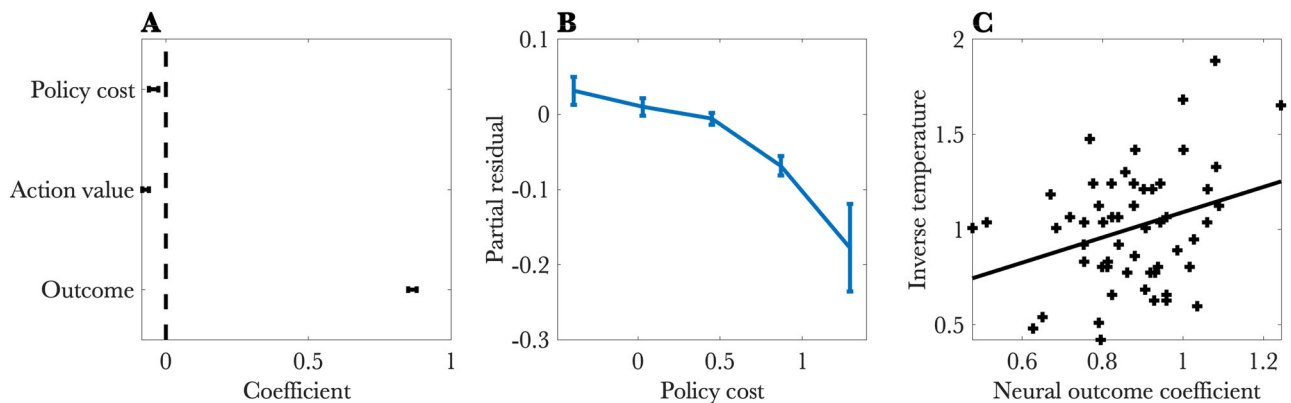 A
Policy cost
Action value
Outcome
0
0.5
1
Coefficient
B
0.1
0
-0.1
-0.2
-0.3
Partial residual
0
0.5
1
Policy cost
C
2
1.5
1
0.5
Inverse temperature
0.6
0.8
1
1.2
Neural outcome coefficient